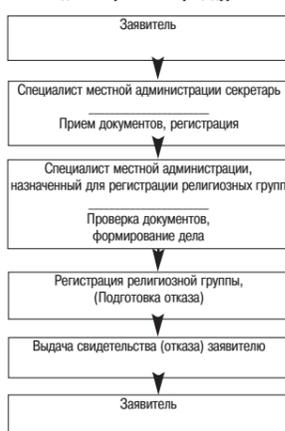 Заявитель
Специалист местной администрации секретарь
Прием документов, регистрация
Специалист местной администрации,
назначенный для регистрации религиозных групп
Проверка документов,
формирование дела
Регистрация религиозной группы,
(Подготовка отказа)
Выдача свидетельства (отказа) заявителю
Заявитель